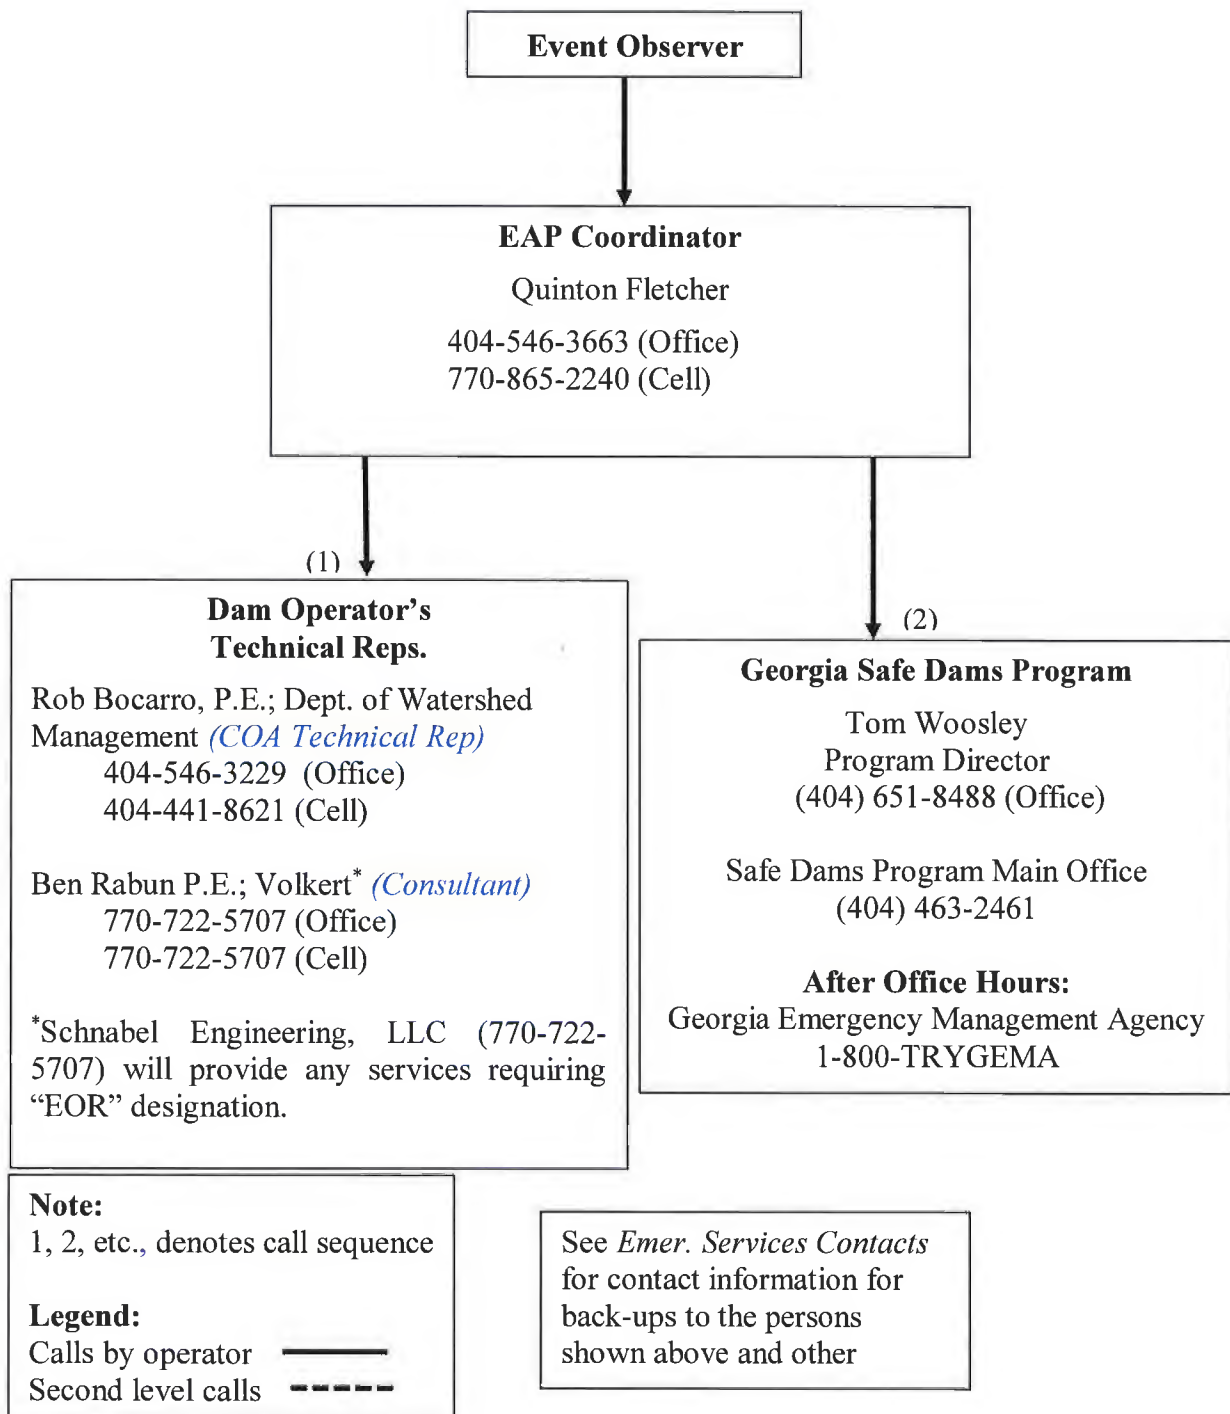 Event Observer
EAP Coordinator
Quinton Fletcher
404-546-3663 (Office)
770-865-2240 (Cell)
(1)
Dam Operator's
Technical Reps.
Rob Bocarro, P.E.; Dept. of Watershed
Management (COA Technical Rep)
404-546-3229 (Office)
404-441-8621 (Cell)
Ben Rabun P.E.; Volkert* (Consultant)
770-722-5707 (Office)
770-722-5707 (Cell)
*Schnabel Engineering, LLC (770-722-
5707) will provide any services requiring
"EOR" designation.
(2)
Georgia Safe Dams Program
Tom Woosley
Program Director
(404) 651-8488 (Office)
Safe Dams Program Main Office
(404) 463-2461
After Office Hours:
Georgia Emergency Management Agency
1-800-TRYGEMA
Note:
1, 2, etc., denotes call sequence
Legend:
Calls by operator
Second level calls
See Emer. Services Contacts
for contact information for
back-ups to the persons
shown above and other